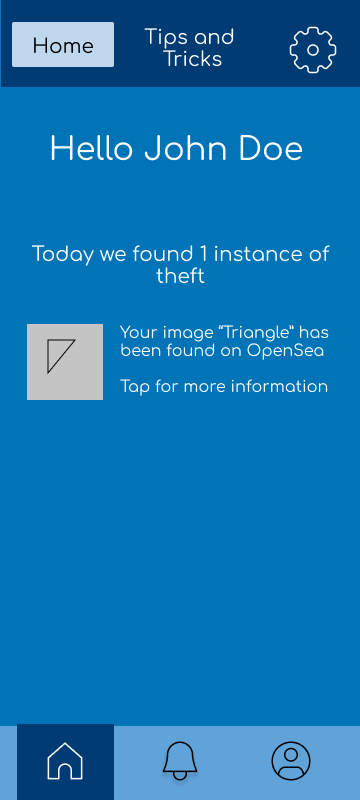 Home
Tips and
Tricks
Hello John Doe
Today we found 1 instance of
theft
Your image “Triangle” has
been found on OpenSea
Tap for more information